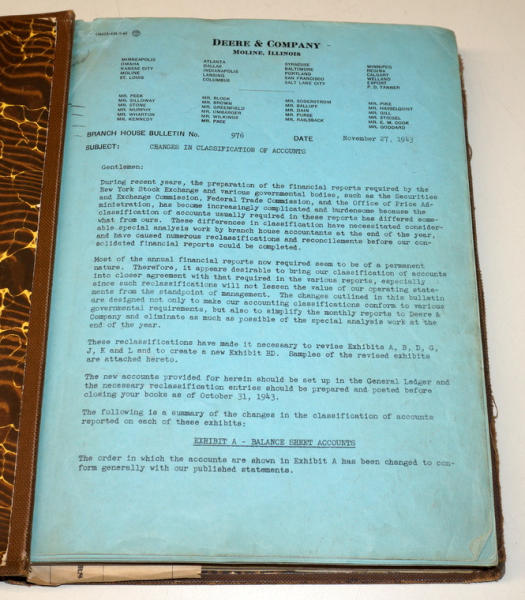 DEERE & COMPANY
MOLINE, ILLINOIS
MINNEAPOLIS ATLANTA SYRACUSE WINNIPEG
OMAHA DALLAS BALTIMORE REGINA
KANSAS CITY INDIANAPOLIS PORTLAND CALGARY
MOLINE LANSING SAN FRANCISCO WELLAND
ST. LOUIS COLUMBUS SALT LAKE CITY EXPORT
F. D. TANNER
MR. PEEK MR. BLOCK MR. SODERSTROM MR. PIKE
MR. DILLOWAY MR. BROWN MR. BALLUFF MR. HASSELQUIST
MR. STONE MR. GREENFIELD MR. DAIN MR. GILL
MR. MURPHY MR. UMBARGER MR. FURSE MR. STOIGEL
MR. WHARTON MR. WILKINGS MR. RAILSBACK MR. E. M. COOK
MR. KENNEDY MR. PAGE MR. GODDARD
BRANCH HOUSE BULLETIN No. 976 DATE November 27, 1943
SUBJECT: CHANGES IN CLASSIFICATION OF ACCOUNTS
Gentlemen:
During recent years, the preparation of the financial reports required by the
New York Stock Exchange and various governmental bodies, such as the Securities
and Exchange Commission, Federal Trade Commission, and the Office of Price Ad-
ministration, has become increasingly complicated and burdensome because the
classification of accounts usually required in these reports has differed some-
what from ours. These differences in classification have necessitated consider-
able special analysis work by branch house accountants at the end of the year,
and have caused numerous reclassifications and reconcilements before our con-
solidated financial reports could be completed.
Most of the annual financial reports now required seem to be of a permanent
nature. Therefore, it appears desirable to bring our classification of accounts
into closer agreement with that required in the various reports, especially
since such reclassifications will not lessen the value of our operating state-
ments from the standpoint of management. The changes outlined in this bulletin
are designed not only to make our accounting classifications conform to various
governmental requirements, but also to simplify the monthly reports to Deere &
Company and eliminate as much as possible of the special analysis work at the
end of the year.
These reclassifications have made it necessary to revise Exhibits A, B, D, G,
J, K and L and to create a new Exhibit BD. Samples of the revised exhibits
are attached hereto.
The new accounts provided for herein should be set up in the General Ledger and
the necessary reclassification entries should be prepared and posted before
closing your books as of October 31, 1943.
The following is a summary of the changes in the classification of accounts
reported on each of these exhibits:
EXHIBIT A - BALANCE SHEET ACCOUNTS
The order in which the accounts are shown in Exhibit A has been changed to con-
form generally with our published statements.